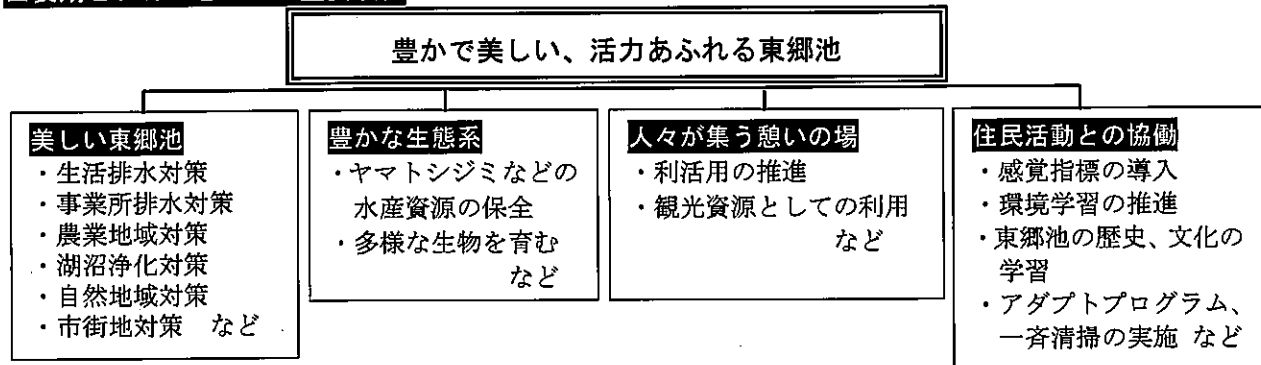 豊かで美しい、活力あふれる東郷池
美しい東郷池
・生活排水対策
・事業所排水対策
・農業地域対策
・湖沼浄化対策
・自然地域対策
・市街地対策 など
豊かな生態系
・ヤマトシジミなどの
水産資源の保全
・多様な生物を育む
など
人々が集う憩いの場
・利活用の推進
・観光資源としての利用
など
住民活動との協働
・感覚指標の導入
・環境学習の推進
・東郷池の歴史、文化の
学習
・アダプトプログラム、
一斉清掃の実施 など